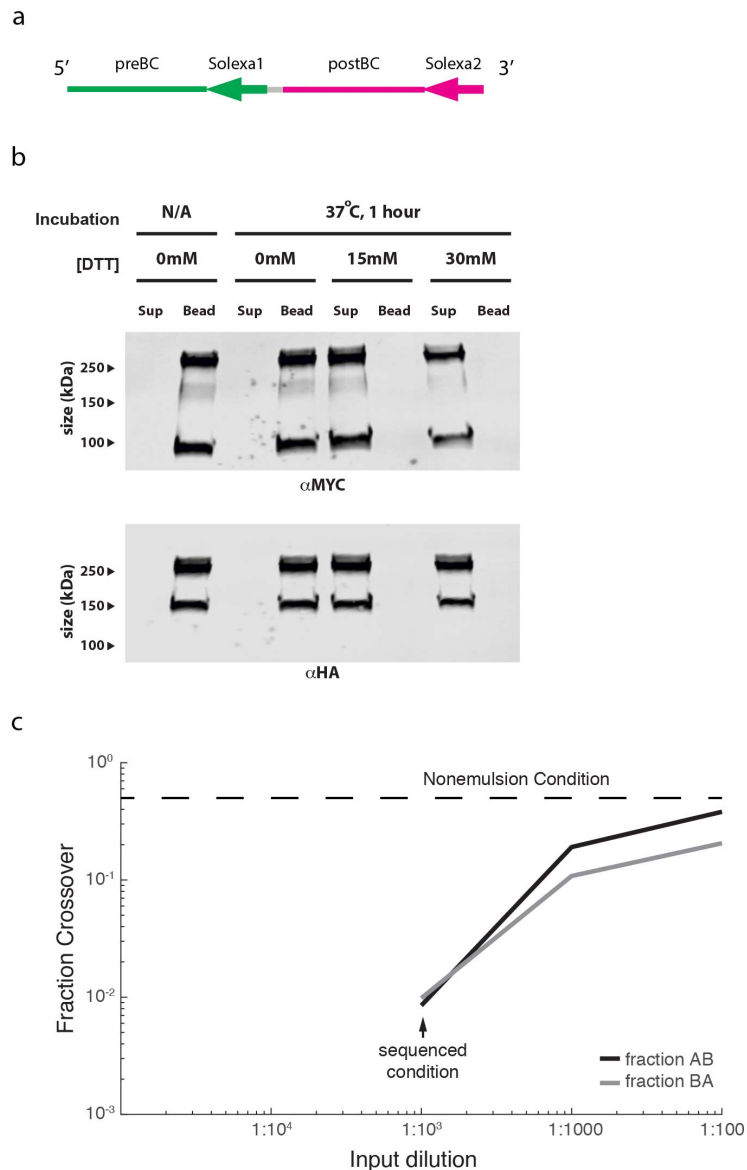 a
5′ preBC Solexa1 postBC Solexa2 3′
b
Incubation N/A 37°C, 1 hour
[DTT] 0mM 0mM 15mM 30mM
Sup Bead Sup Bead Sup Bead Sup Bead
size (kDa)
250
150
100
αMYC
size (kDa)
250
150
100
αHA
c
Fraction Crossover
10⁰
10⁻¹
10⁻²
10⁻³
Nonemulsion Condition
sequenced
condition
fraction AB
fraction BA
1:10⁴ 1:10³ 1:1000 1:100
Input dilution